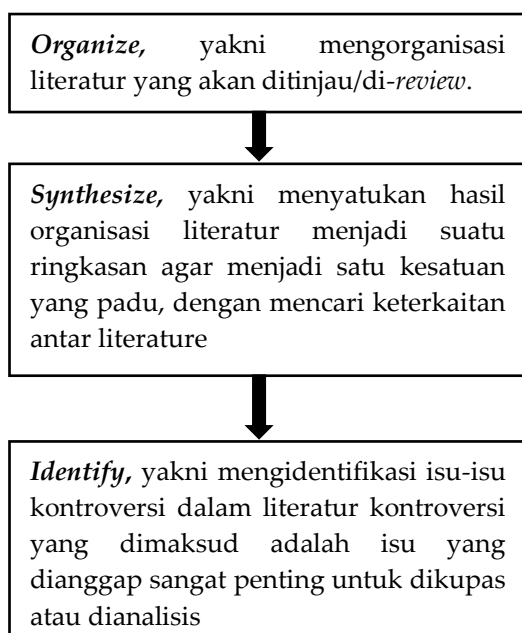 Organize, yakni mengorganisasi
literatur yang akan ditinjau/di-review.
Synthesize, yakni menyatukan hasil
organisasi literatur menjadi suatu
ringkasan agar menjadi satu kesatuan
yang padu, dengan mencari keterkaitan
antar literature
Identify, yakni mengidentifikasi isu-isu
kontroversi dalam literatur kontroversi
yang dimaksud adalah isu yang
dianggap sangat penting untuk dikupas
atau dianalisis